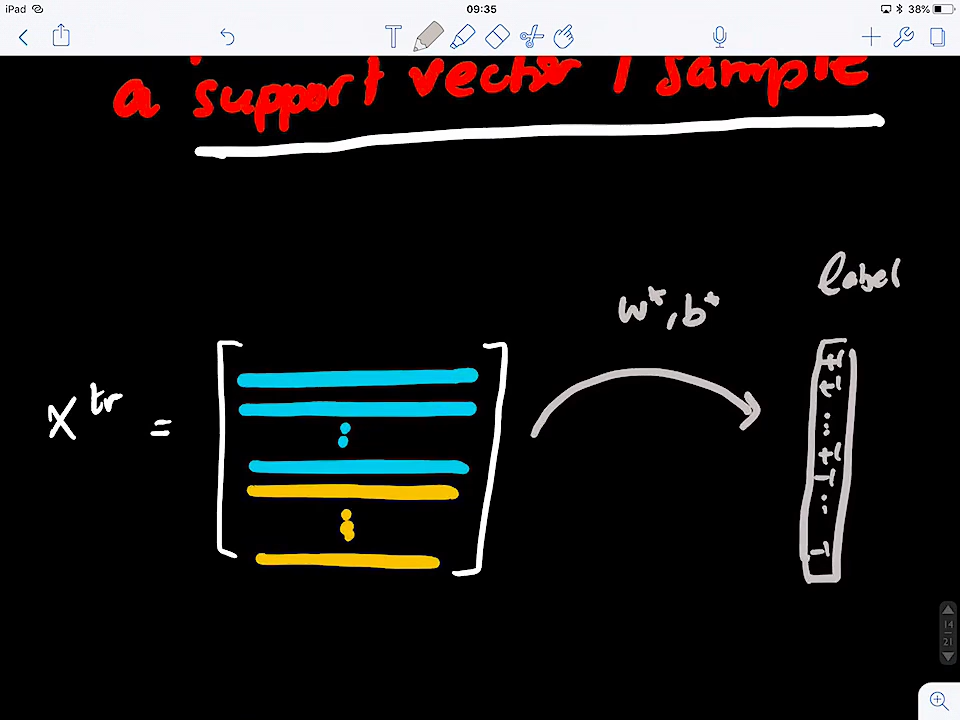 iPad 09:35 38%
T
a support vector / sample
label
w*, b*
X^tr =
+1
+1
...
+1
-1
-1
14
21